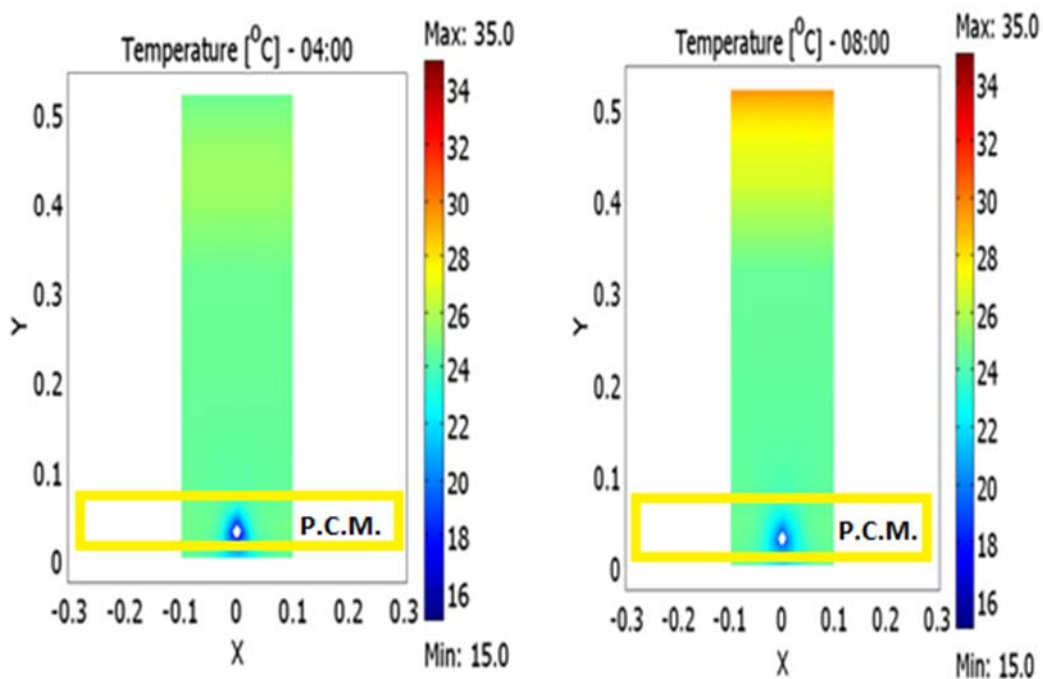 Temperature [°C] - 04:00
Max: 35.0
34
32
30
28
26
24
22
20
18
16
Min: 15.0
0.5
0.4
0.3
0.2
0.1
0
Y
P.C.M.
-0.3 -0.2 -0.1 0 0.1 0.2 0.3
X
Temperature [°C] - 08:00
Max: 35.0
34
32
30
28
26
24
22
20
18
16
Min: 15.0
0.5
0.4
0.3
0.2
0.1
0
Y
P.C.M.
-0.3 -0.2 -0.1 0 0.1 0.2 0.3
X